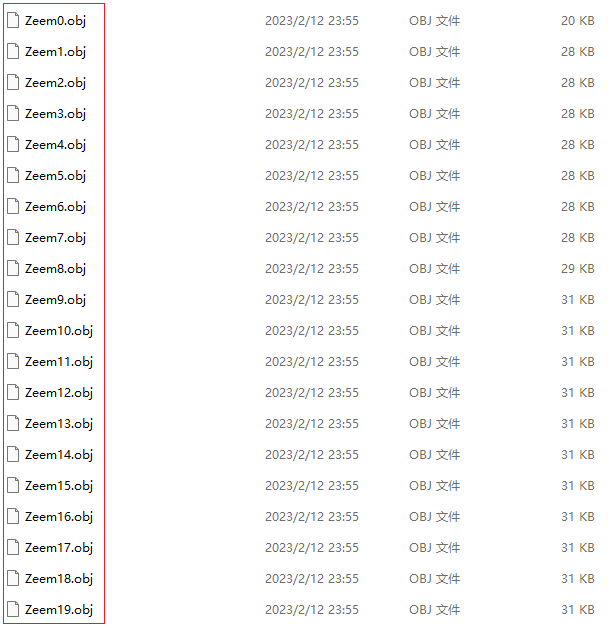 Zeem0.obj 2023/2/12 23:55 OBJ 文件 20 KB
Zeem1.obj 2023/2/12 23:55 OBJ 文件 28 KB
Zeem2.obj 2023/2/12 23:55 OBJ 文件 28 KB
Zeem3.obj 2023/2/12 23:55 OBJ 文件 28 KB
Zeem4.obj 2023/2/12 23:55 OBJ 文件 28 KB
Zeem5.obj 2023/2/12 23:55 OBJ 文件 28 KB
Zeem6.obj 2023/2/12 23:55 OBJ 文件 28 KB
Zeem7.obj 2023/2/12 23:55 OBJ 文件 28 KB
Zeem8.obj 2023/2/12 23:55 OBJ 文件 29 KB
Zeem9.obj 2023/2/12 23:55 OBJ 文件 31 KB
Zeem10.obj 2023/2/12 23:55 OBJ 文件 31 KB
Zeem11.obj 2023/2/12 23:55 OBJ 文件 31 KB
Zeem12.obj 2023/2/12 23:55 OBJ 文件 31 KB
Zeem13.obj 2023/2/12 23:55 OBJ 文件 31 KB
Zeem14.obj 2023/2/12 23:55 OBJ 文件 31 KB
Zeem15.obj 2023/2/12 23:55 OBJ 文件 31 KB
Zeem16.obj 2023/2/12 23:55 OBJ 文件 31 KB
Zeem17.obj 2023/2/12 23:55 OBJ 文件 31 KB
Zeem18.obj 2023/2/12 23:55 OBJ 文件 31 KB
Zeem19.obj 2023/2/12 23:55 OBJ 文件 31 KB